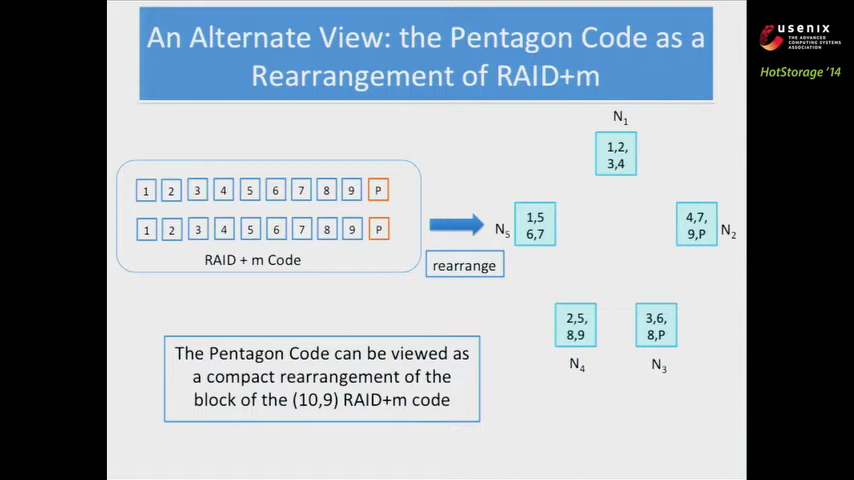 An Alternate View: the Pentagon Code as a
Rearrangement of RAID+m
usenix
THE ADVANCED
COMPUTING SYSTEMS
ASSOCIATION
HotStorage '14
1 2 3 4 5 6 7 8 9 P
1 2 3 4 5 6 7 8 9 P
RAID + m Code
rearrange
N1
1,2,
3,4
N5
1,5
6,7
4,7,
9,P
N2
2,5,
8,9
N4
3,6,
8,P
N3
The Pentagon Code can be viewed as
a compact rearrangement of the
block of the (10,9) RAID+m code